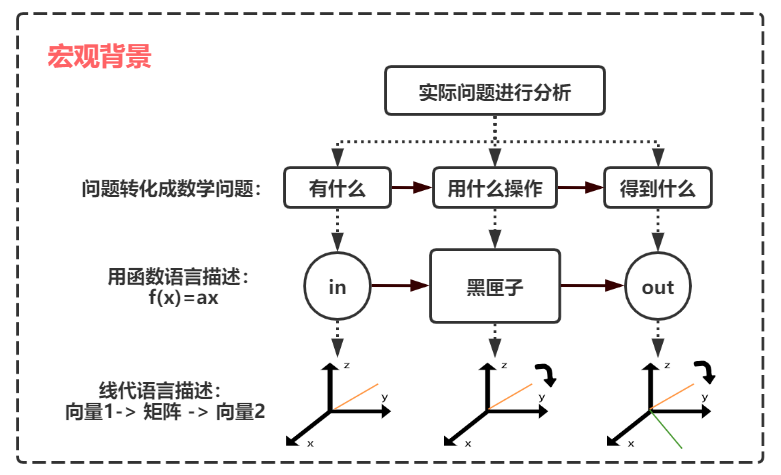 宏观背景
实际问题进行分析
问题转化成数学问题：
有什么
用什么操作
得到什么
用函数语言描述：
f(x)=ax
in
黑匣子
out
线代语言描述：
向量1-> 矩阵 -> 向量2
z
y
x
z
y
x
z
y
x